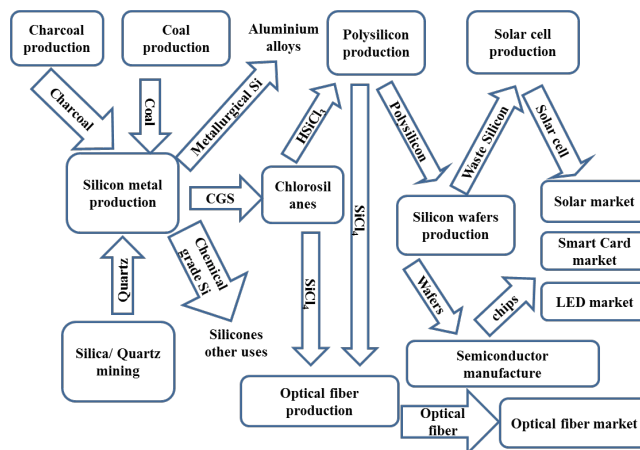 Charcoal
production
Coal
production
Aluminium
alloys
Polysilicon
production
Solar cell
production
Charcoal
Coal
Metallurgical Si
HSiCl3
Polysilicon
Waste Silicon
Solar cell
Silicon metal
production
CGS
Chlorosil
anes
Silicon wafers
production
Solar market
Smart Card
market
LED market
Quartz
Chemical
grade Si
SiCl4
SiCl4
Wafers
chips
Silica/ Quartz
mining
Silicones
other uses
Semiconductor
manufacture
Optical fiber
production
Optical
fiber
Optical fiber market